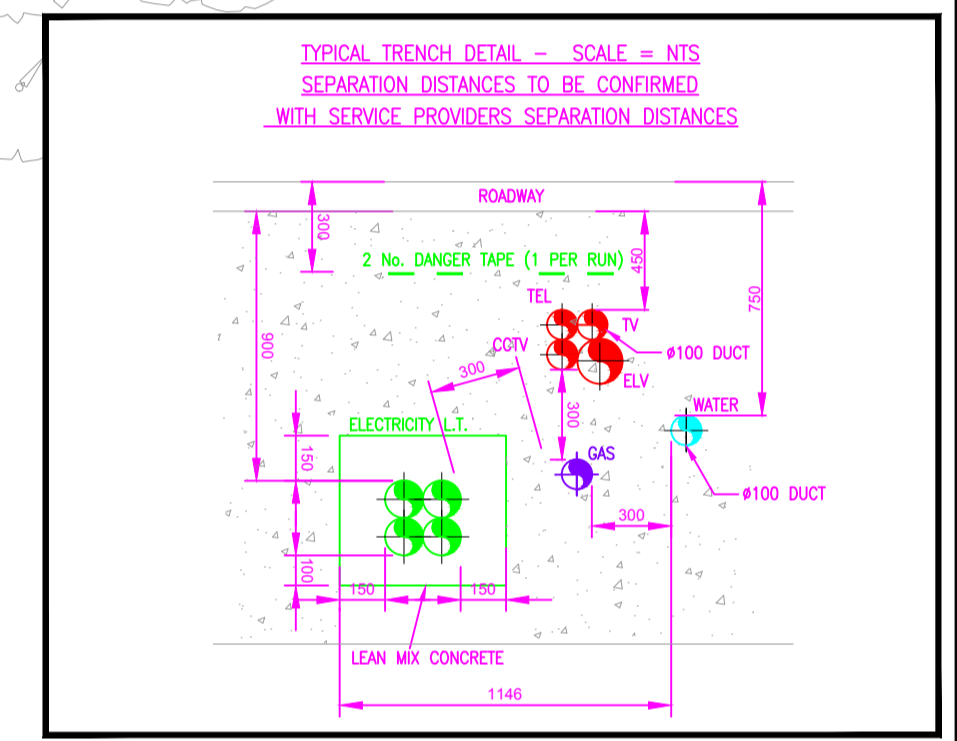 TYPICAL TRENCH DETAIL – SCALE = NTS
SEPARATION DISTANCES TO BE CONFIRMED
WITH SERVICE PROVIDERS SEPARATION DISTANCES
ROADWAY
300
2 No. DANGER TAPE (1 PER RUN)
450
750
TEL
TV
900
CCTV
ø100 DUCT
300
ELV
300
WATER
ELECTRICITY L.T.
150
GAS
ø100 DUCT
300
100
150
150
LEAN MIX CONCRETE
1146